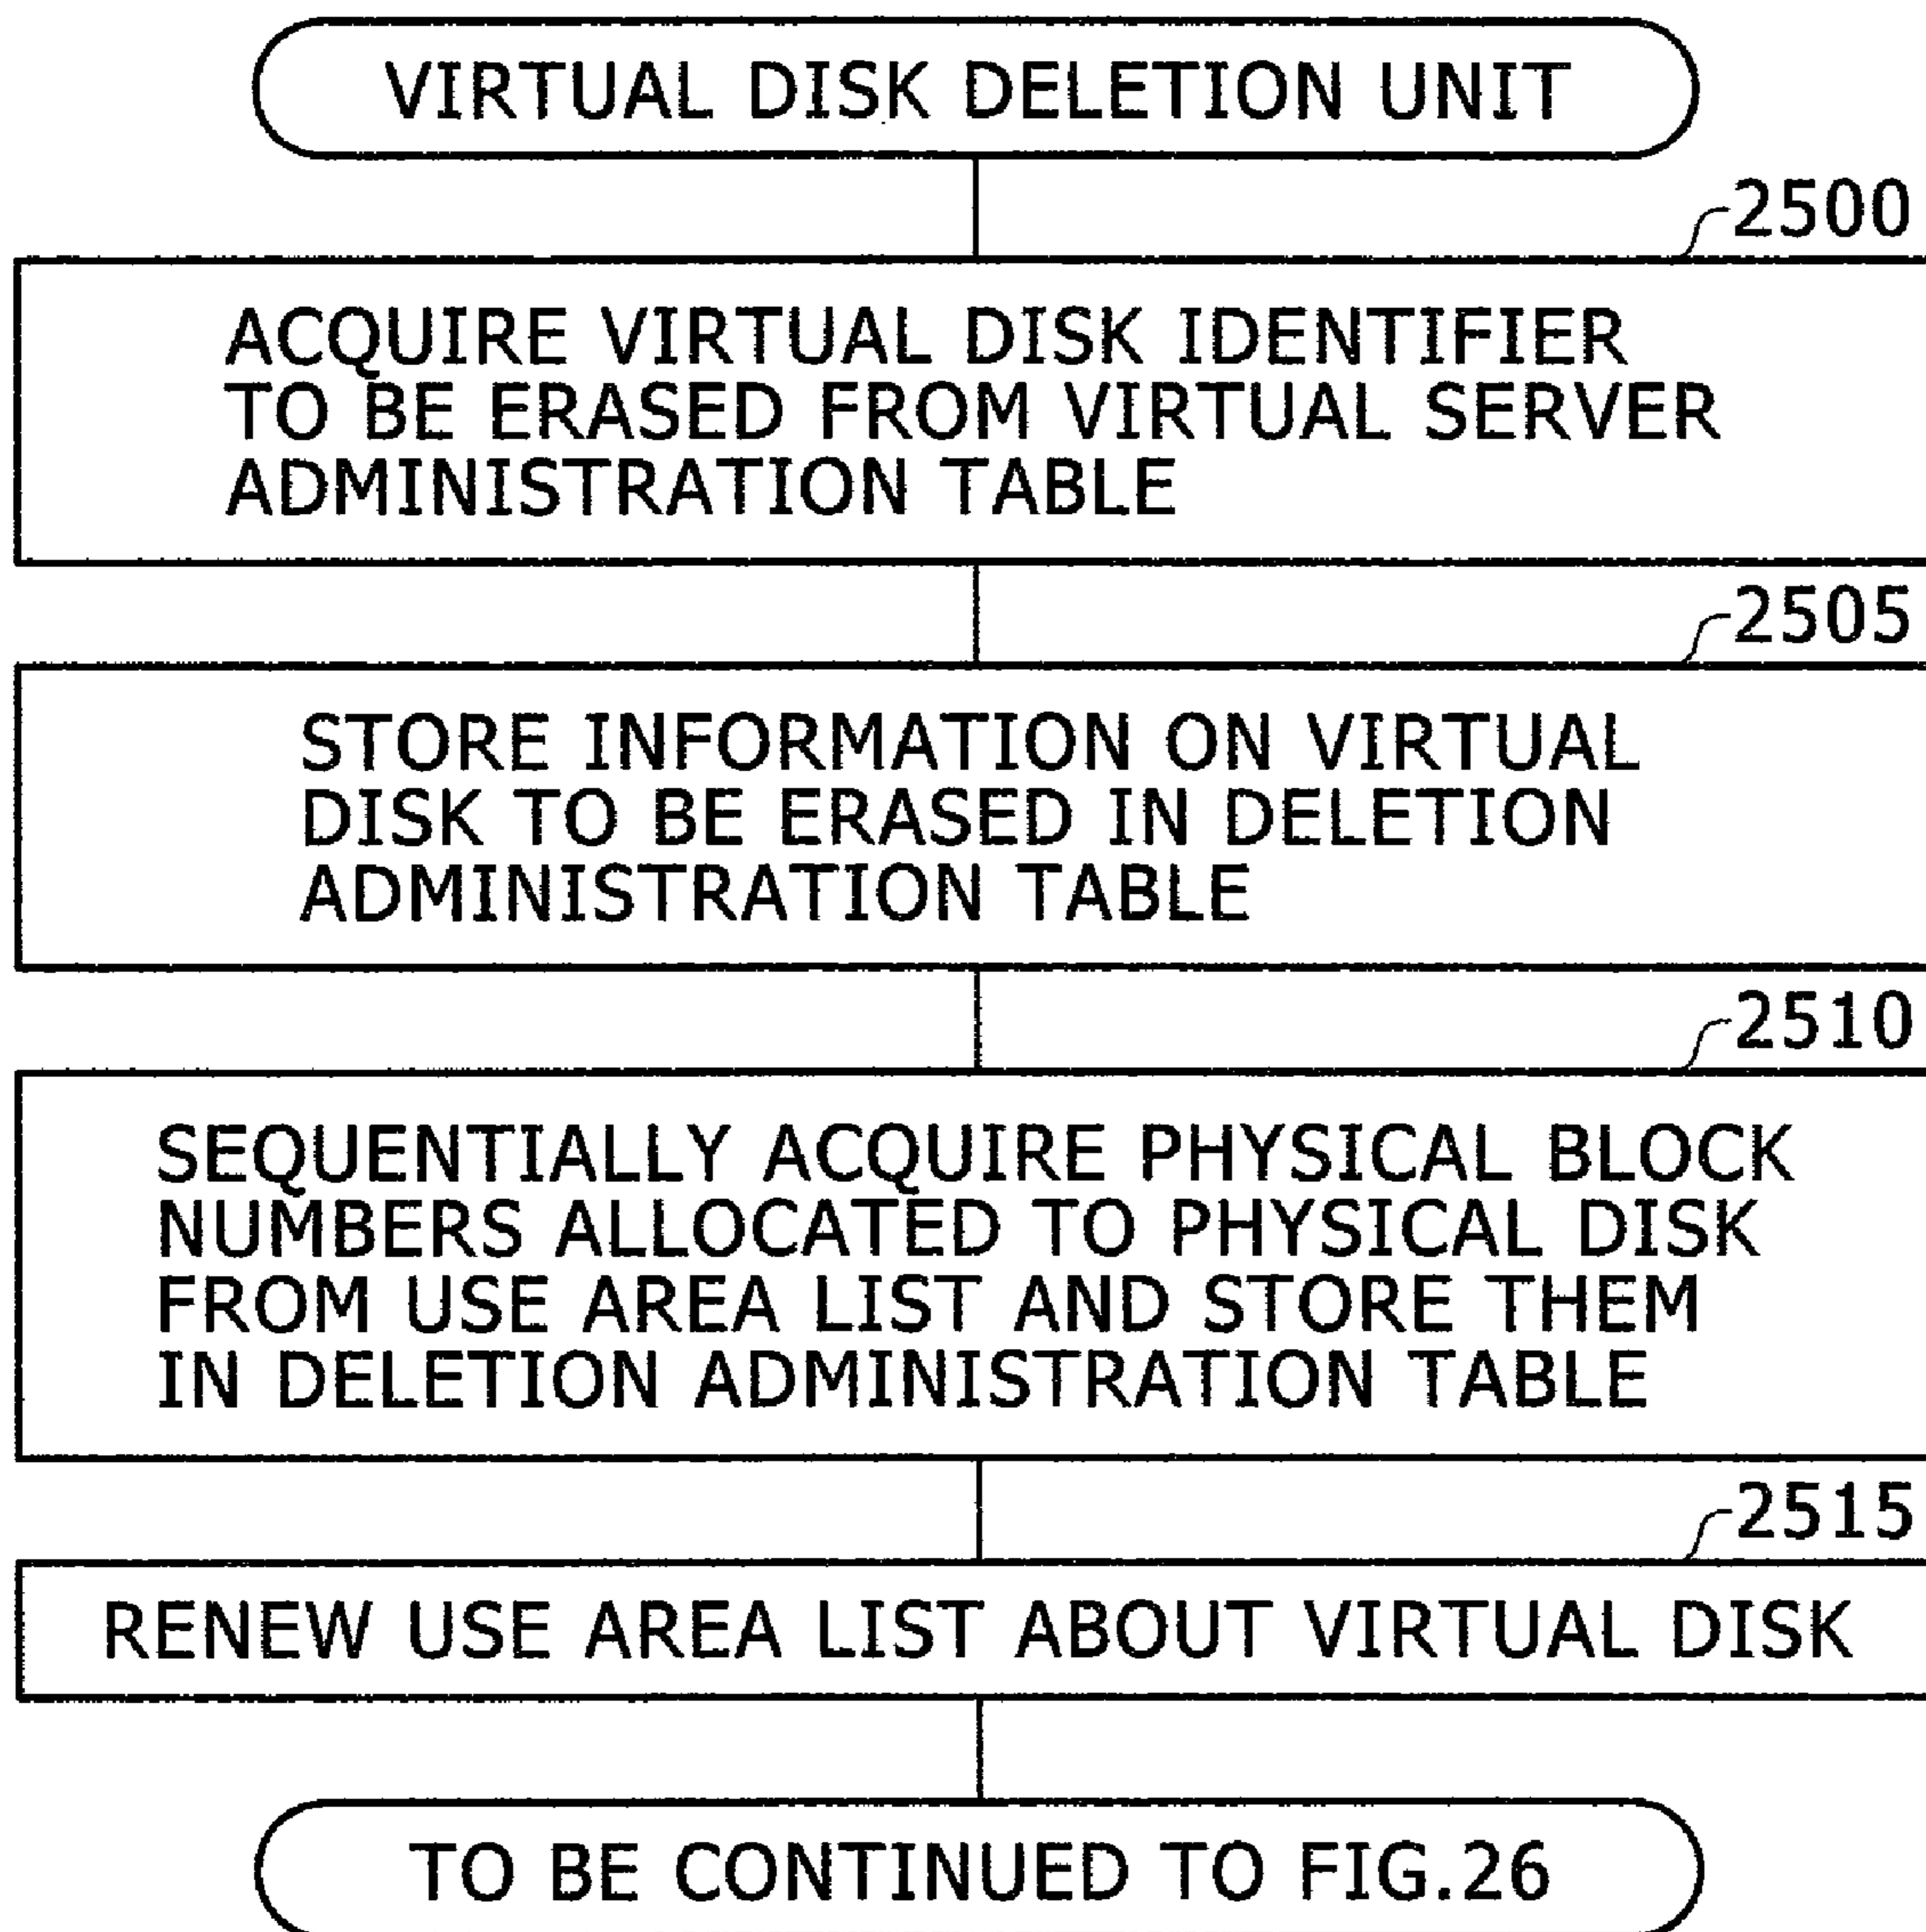 VIRTUAL DISK DELETION UNIT
2500
ACQUIRE VIRTUAL DISK IDENTIFIER
TO BE ERASED FROM VIRTUAL SERVER
ADMINISTRATION TABLE
2505
STORE INFORMATION ON VIRTUAL
DISK TO BE ERASED IN DELETION
ADMINISTRATION TABLE
2510
SEQUENTIALLY ACQUIRE PHYSICAL BLOCK
NUMBERS ALLOCATED TO PHYSICAL DISK
FROM USE AREA LIST AND STORE THEM
IN DELETION ADMINISTRATION TABLE
2515
RENEW USE AREA LIST ABOUT VIRTUAL DISK
TO BE CONTINUED TO FIG.26